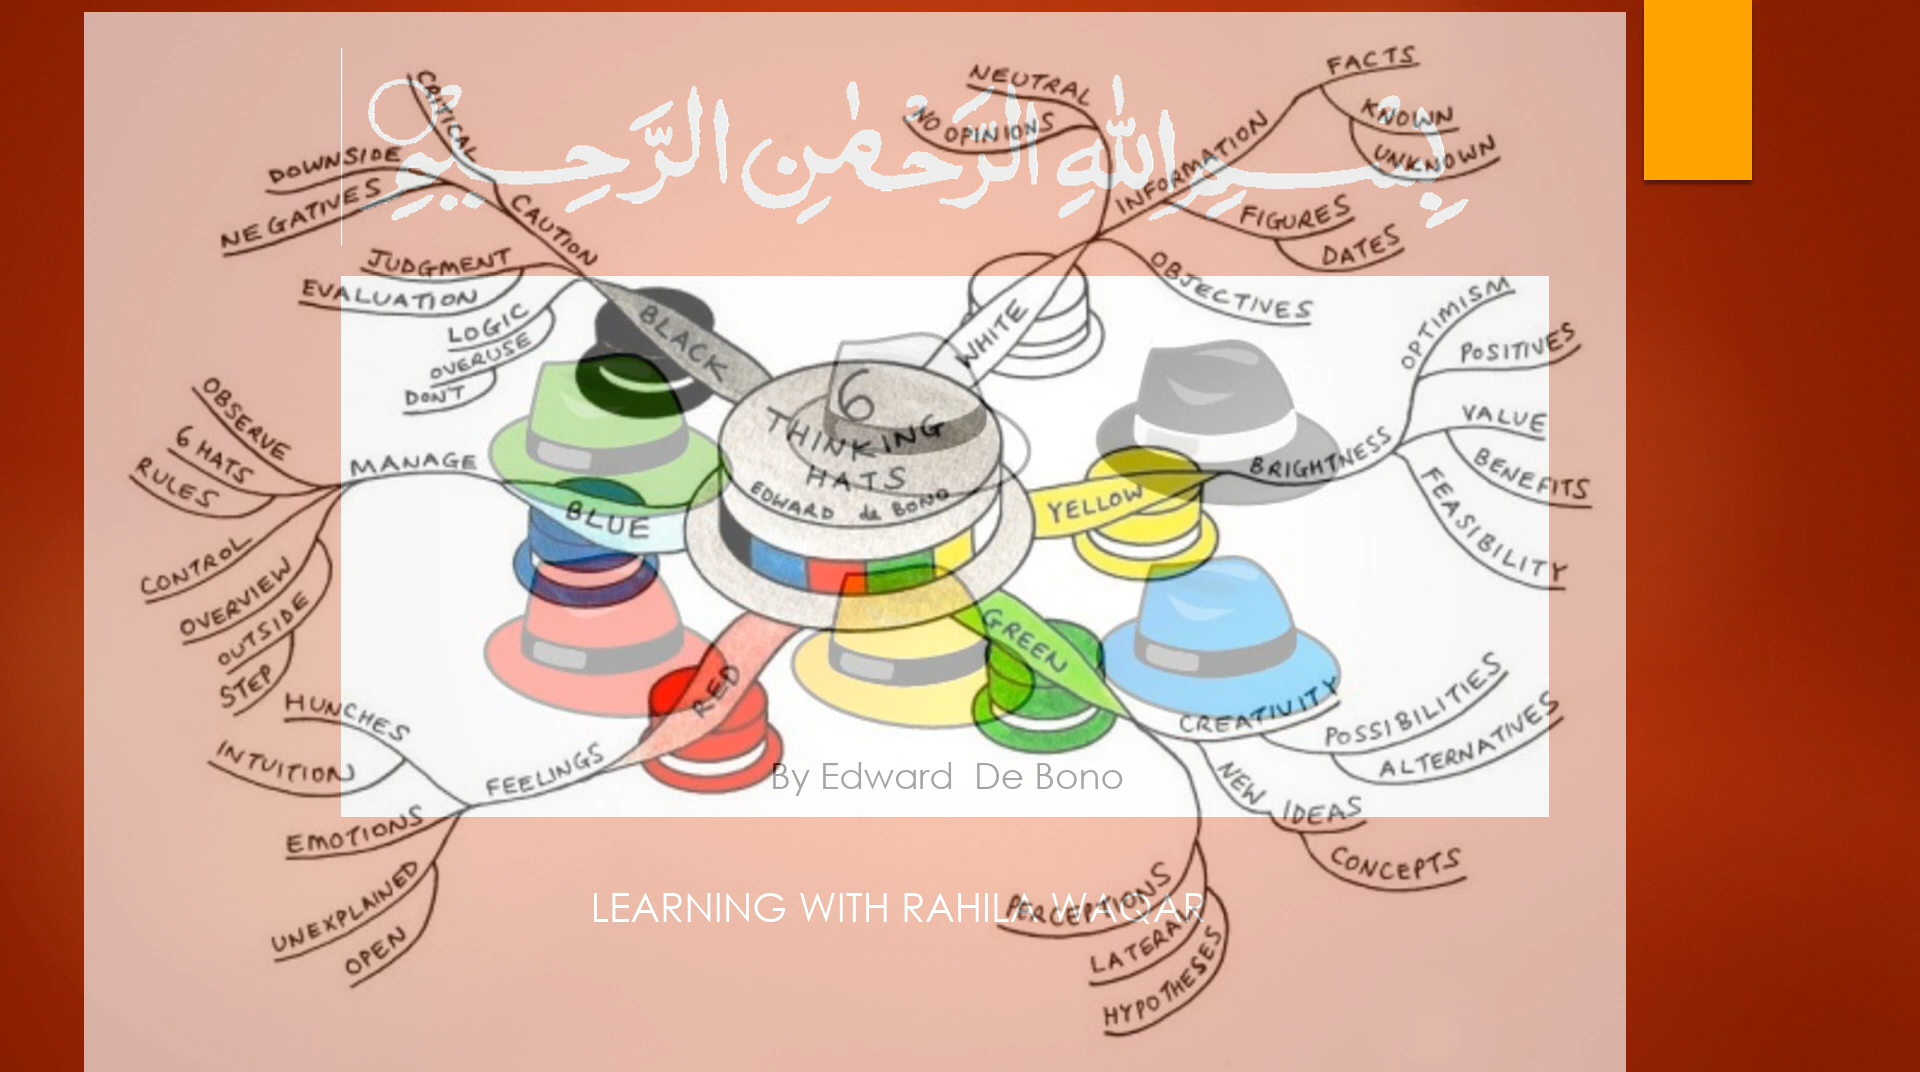 بِسْمِ اللهِ الرَّحْمٰنِ الرَّحِيمِ
CRITICAL
DOWNSIDE
NEGATIVES
CAUTION
JUDGMENT
EVALUATION
LOGIC
OVERUSE
DON'T
BLACK
NEUTRAL
NO OPINIONS
FACTS
KNOWN
UNKNOWN
INFORMATION
FIGURES
DATES
OBJECTIVES
WHITE
OPTIMISM
POSITIVES
VALUE
BENEFITS
FEASIBILITY
BRIGHTNESS
YELLOW
6
THINKING
HATS
EDWARD de BONO
OBSERVE
6 HATS
RULES
MANAGE
BLUE
CONTROL
OVERVIEW
OUTSIDE
STEP
HUNCHES
INTUITION
FEELINGS
RED
EMOTIONS
UNEXPLAINED
OPEN
GREEN
CREATIVITY
POSSIBILITIES
ALTERNATIVES
NEW IDEAS
CONCEPTS
PERCEPTIONS
LATERAL
HYPOTHESES
By Edward De Bono
LEARNING WITH RAHILA WAQAR